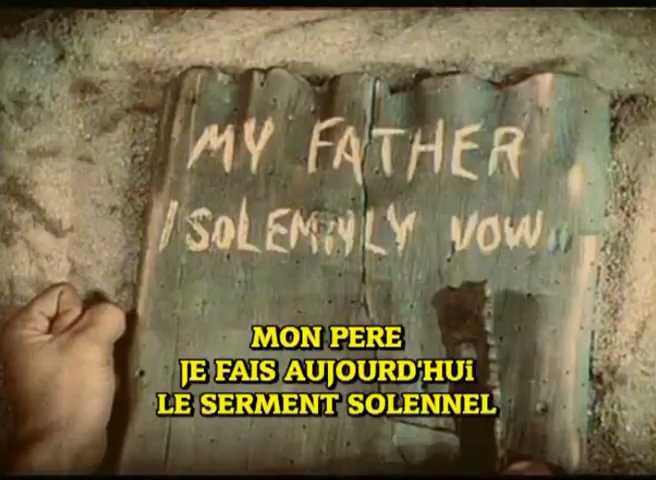 MY FATHER
I SOLEMNLY VOW..
MON PERE
JE FAIS AUJOURD'HUi
LE SERMENT SOLENNEL